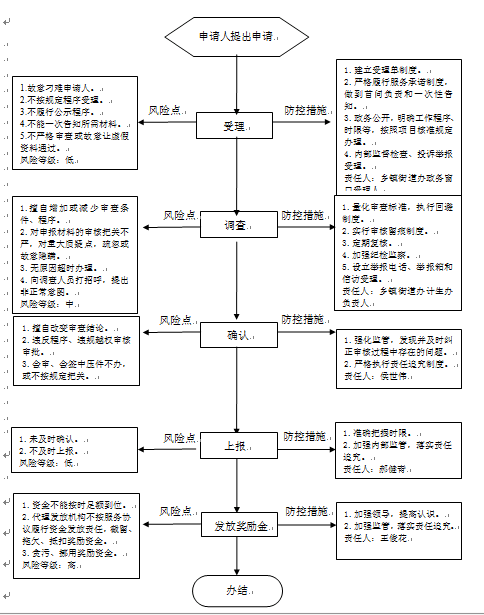 申请人提出申请
1.故意刁难申请人。
2.不按规定程序受理。
3.不履行公示程序。
4.不能一次告知所需材料。
5.不严格审查或故意让虚假
资料通过。
风险等级：低
风险点
受理
防控措施
1.建立受理单制度。
2.严格履行服务承诺制度，
做到首问负责和一次性告
知。
3.政务公开，明确工作程序、
时限等，按照项目核准规定
办理。
4.内部监督检查、投诉举报
受理。
责任人：乡镇街道办政务窗
口受理人
1.擅自增加或减少审查条
件、程序。
2.对申报材料的审核把关不
严，对重大质疑点，疏忽或
故意隐瞒。
3.无原因超时办理。
4.向调查人员打招呼，提出
非正常意图。
风险等级：中
风险点
调查
防控措施
1.量化审查标准，执行回避
制度。
2.实行审核留痕制度。
3.定期复核。
4.加强纪检监察。
5.设立举报电话、举报箱和
信访受理。
责任人：乡镇街道办计生办
负责人
1.擅自改变审查结论。
2.违反程序、违规越权审核
审批。
3.会审、会签中压件不办，
或不按规定把关。
风险点
确认
防控措施
1.强化监管，发现并及时纠
正审核过程中存在的问题。
2.严格执行责任追究制度。
责任人：侯世伟
1.未及时确认。
2.不及时上报。
风险等级：低
风险点
上报
防控措施
1.准确把握时限。
2.加强内部监管，落实责任
追究。
责任人：郝健奇
1.资金不能按时足额到位。
2.代理发放机构不按服务协
议履行资金发放责任，截留、
拖欠、抵扣奖励资金。
3.贪污、挪用奖励资金。
风险等级：高
风险点
发放奖励金
防控措施
1.加强领导，提高认识。
2.加强监管，落实责任追究。
责任人：王俊花
办结